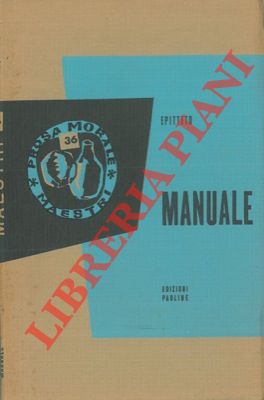 EPITTETO
MANUALE
PROSA MORALE
36
MAESTRI
EDIZIONI
PAOLINE
MAESTRI
LIBRERIA PIANI